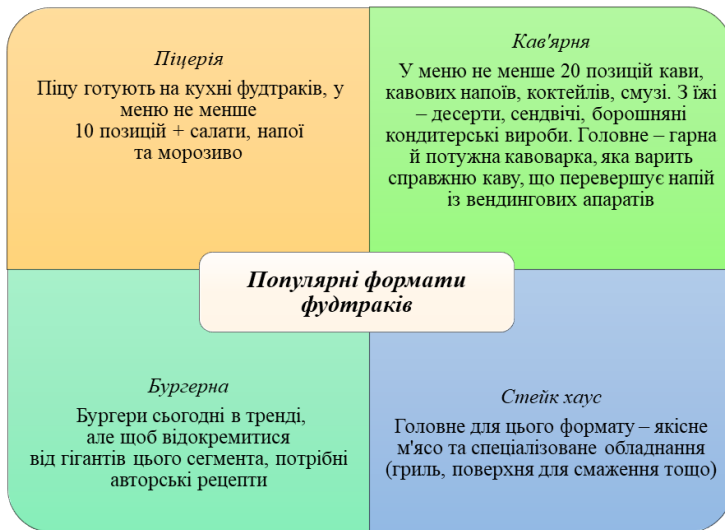 Піцерія
Піцу готують на кухні фудтраків, у
меню не менше
10 позицій + салати, напої
та морозиво
Кав'ярня
У меню не менше 20 позицій кави,
кавових напоїв, коктейлів, смузі. З їжі
– десерти, сендвічі, борошняні
кондитерські вироби. Головне – гарна
й потужна кавоварка, яка варить
справжню каву, що перевершує напій
із вендингових апаратів
Популярні формати
фудтраків
Бургерна
Бургери сьогодні в тренді,
але щоб відокремитися
від гігантів цього сегмента, потрібні
авторські рецепти
Стейк хаус
Головне для цього формату – якісне
м'ясо та спеціалізоване обладнання
(гриль, поверхня для смаження тощо)